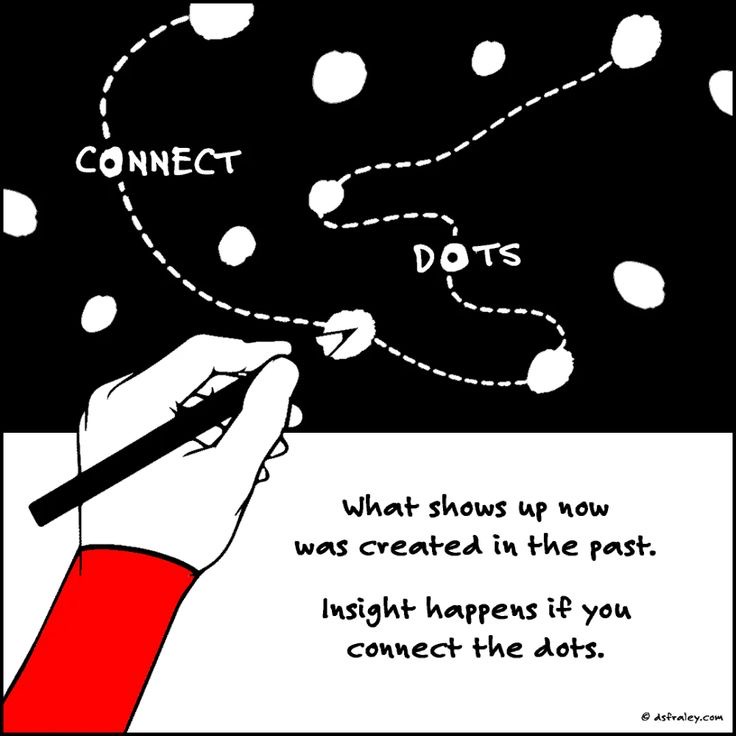 CONNECT
DOTS
What shows up now
was created in the past.
Insight happens if you
connect the dots.
© dsfraley.com